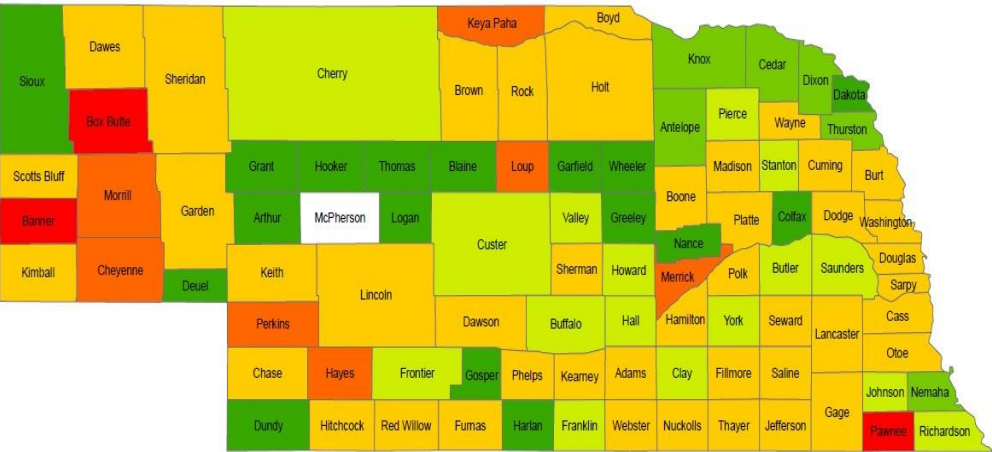 Keya Paha
Boyd
Dawes
Sioux
Sheridan
Cherry
Brown
Rock
Holt
Knox
Cedar
Dixon
Dakota
Box Butte
Antelope
Pierce
Wayne
Thurston
Scotts Bluff
Morrill
Garden
Grant
Hooker
Thomas
Blaine
Loup
Garfield
Wheeler
Madison
Stanton
Cuming
Burt
Boone
Banner
Arthur
McPherson
Logan
Custer
Valley
Greeley
Platte
Colfax
Dodge
Washington
Nance
Kimball
Cheyenne
Deuel
Keith
Lincoln
Sherman
Howard
Merrick
Polk
Butler
Saunders
Douglas
Sarpy
Perkins
Dawson
Buffalo
Hall
Hamilton
York
Seward
Lancaster
Cass
Otoe
Chase
Hayes
Frontier
Gosper
Phelps
Kearney
Adams
Clay
Fillmore
Saline
Johnson
Nemaha
Gage
Dundy
Hitchcock
Red Willow
Furnas
Harlan
Franklin
Webster
Nuckolls
Thayer
Jefferson
Pawnee
Richardson